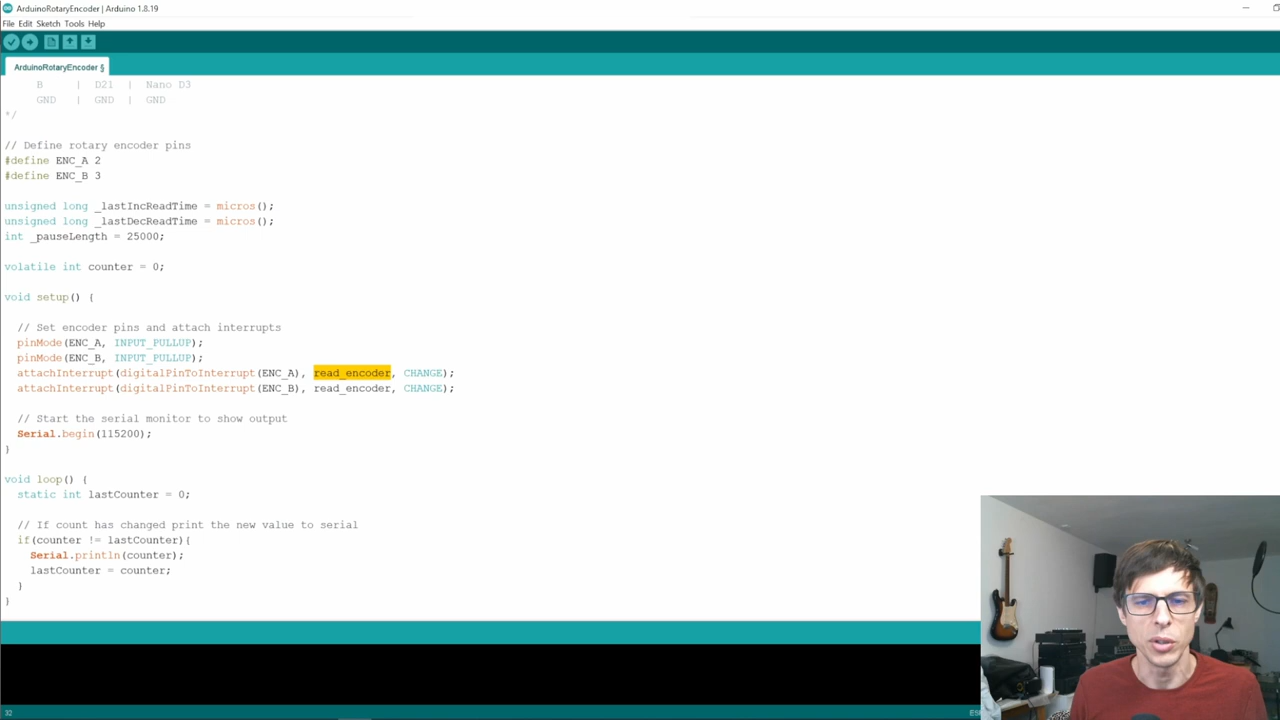 ArduinoRotaryEncoder | Arduino 1.8.19
File Edit Sketch Tools Help
ArduinoRotaryEncoder §
B | D21 | Nano D3
GND | GND | GND
*/
// Define rotary encoder pins
#define ENC_A 2
#define ENC_B 3
unsigned long _lastIncReadTime = micros();
unsigned long _lastDecReadTime = micros();
int _pauseLength = 25000;
volatile int counter = 0;
void setup() {
// Set encoder pins and attach interrupts
pinMode(ENC_A, INPUT_PULLUP);
pinMode(ENC_B, INPUT_PULLUP);
attachInterrupt(digitalPinToInterrupt(ENC_A), read_encoder, CHANGE);
attachInterrupt(digitalPinToInterrupt(ENC_B), read_encoder, CHANGE);
// Start the serial monitor to show output
Serial.begin(115200);
}
void loop() {
static int lastCounter = 0;
// If count has changed print the new value to serial
if(counter != lastCounter){
Serial.println(counter);
lastCounter = counter;
}
}
32